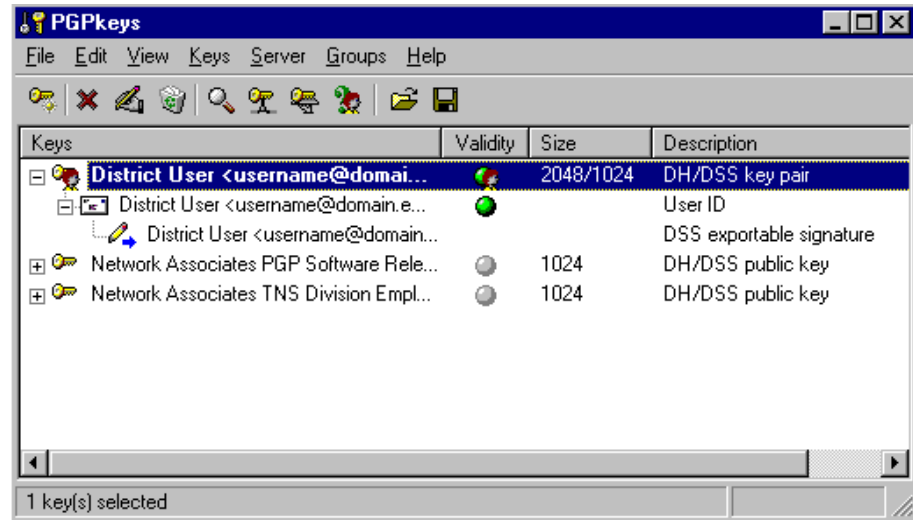 PGPkeys
File Edit View Keys Server Groups Help
Keys Validity Size Description
District User <username@domai... 2048/1024 DH/DSS key pair
District User <username@domain.e... User ID
District User <username@domain... DSS exportable signature
Network Associates PGP Software Rele... 1024 DH/DSS public key
Network Associates TNS Division Empl... 1024 DH/DSS public key
1 key(s) selected